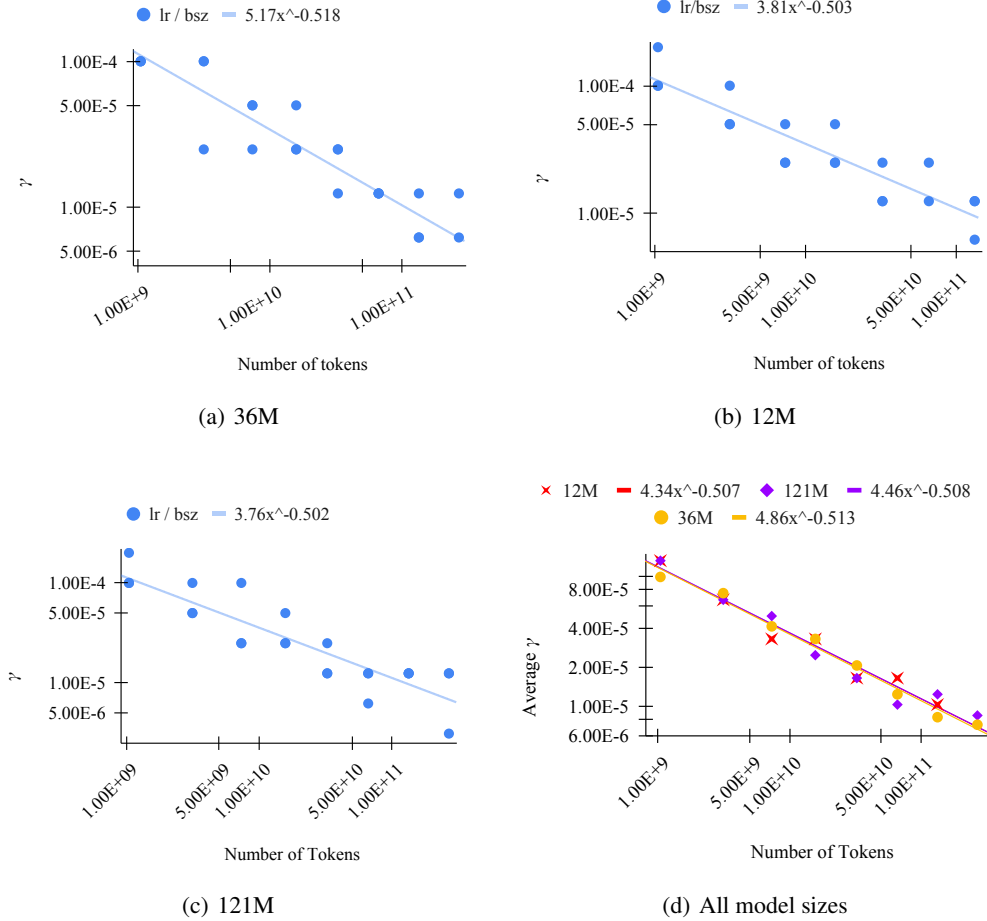 lr / bsz 5.17x^-0.518
1.00E-4
5.00E-5
1.00E-5
5.00E-6
γ
1.00E+9
1.00E+10
1.00E+11
Number of tokens
(a) 36M
lr/bsz 3.81x^-0.503
1.00E-4
5.00E-5
1.00E-5
γ
1.00E+9
5.00E+9
1.00E+10
5.00E+10
1.00E+11
Number of tokens
(b) 12M
lr / bsz 3.76x^-0.502
1.00E-4
5.00E-5
1.00E-5
5.00E-6
γ
1.00E+09
5.00E+09
1.00E+10
5.00E+10
1.00E+11
Number of Tokens
(c) 121M
12M 4.34x^-0.507 121M 4.46x^-0.508
36M 4.86x^-0.513
8.00E-5
4.00E-5
2.00E-5
1.00E-5
6.00E-6
Average γ
1.00E+9
5.00E+9
1.00E+10
5.00E+10
1.00E+11
Number of Tokens
(d) All model sizes